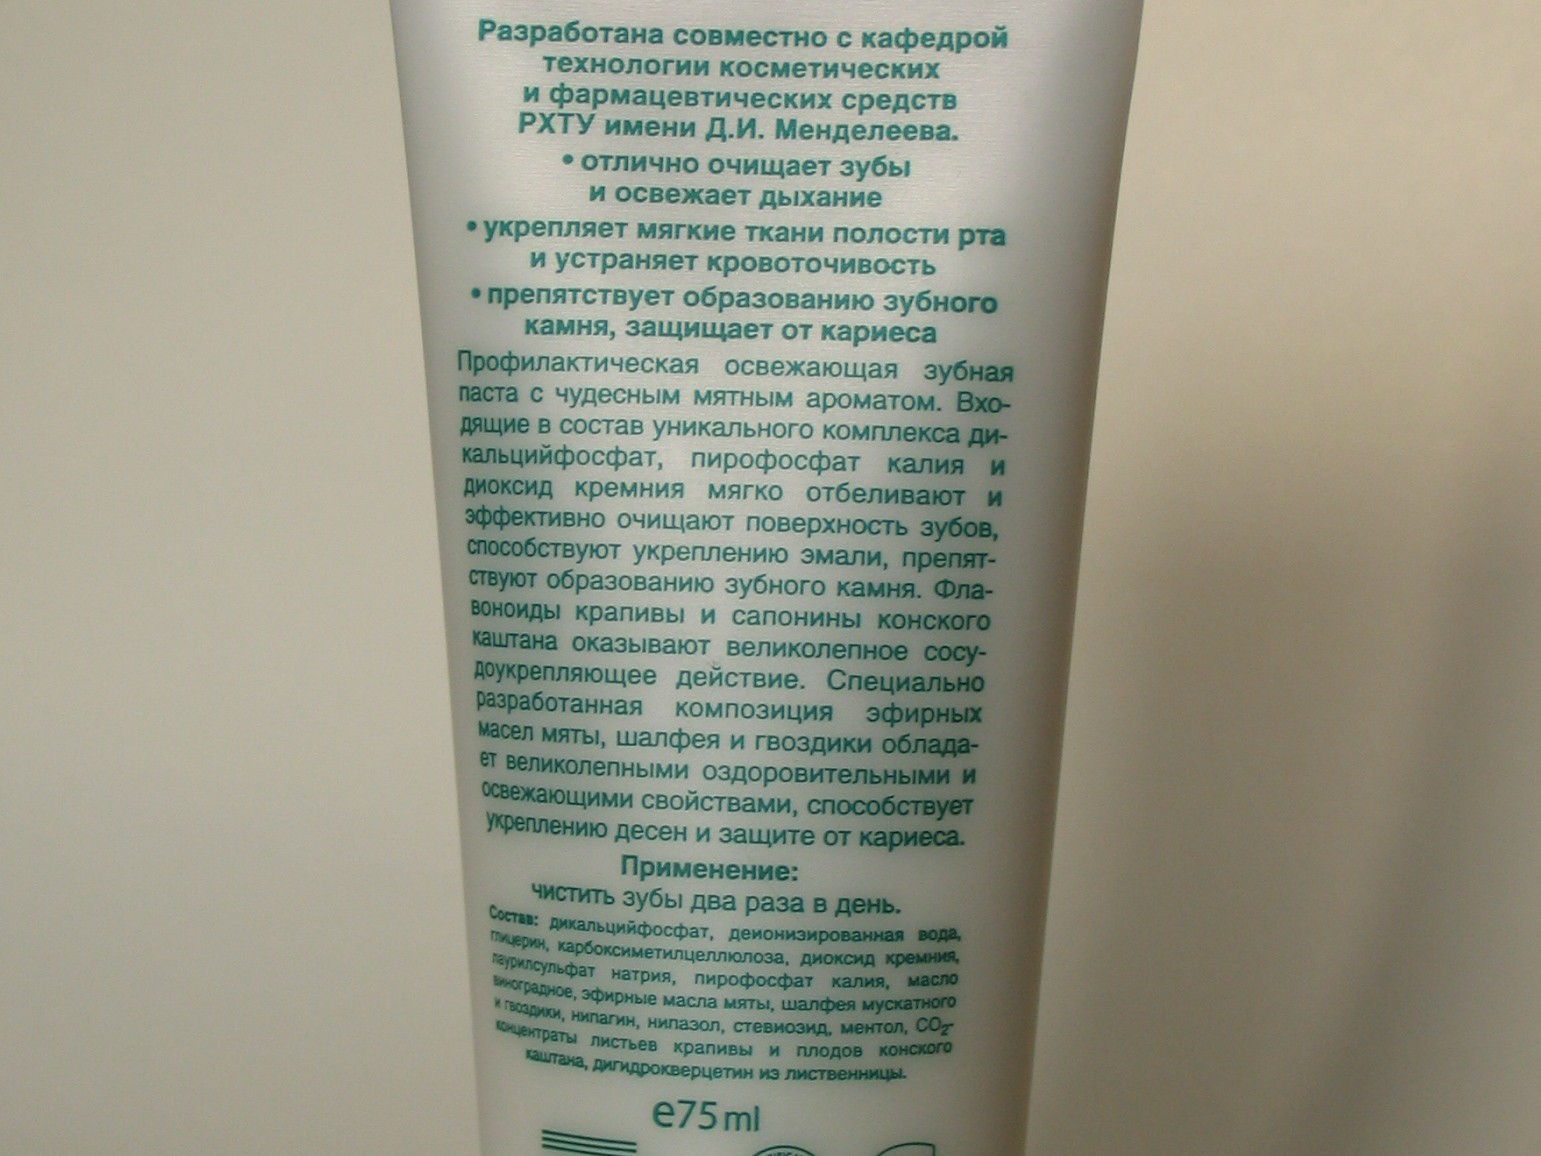 Разработана совместно с кафедрой
технологии косметических
и фармацевтических средств
РХТУ имени Д.И. Менделеева.
• отлично очищает зубы
и освежает дыхание
• укрепляет мягкие ткани полости рта
и устраняет кровоточивость
• препятствует образованию зубного
камня, защищает от кариеса
Профилактическая освежающая зубная
паста с чудесным мятным ароматом. Вхо-
дящие в состав уникального комплекса ди-
кальцийфосфат, пирофосфат калия и
диоксид кремния мягко отбеливают и
эффективно очищают поверхность зубов,
способствуют укреплению эмали, препят-
ствуют образованию зубного камня. Фла-
воноиды крапивы и сапонины конского
каштана оказывают великолепное сосу-
доукрепляющее действие. Специально
разработанная композиция эфирных
масел мяты, шалфея и гвоздики облада-
ет великолепными оздоровительными и
освежающими свойствами, способствует
укреплению десен и защите от кариеса.
Применение:
чистить зубы два раза в день.
Состав: дикальцийфосфат, деионизированная вода,
глицерин, карбоксиметилцеллюлоза, диоксид кремния,
лаурилсульфат натрия, пирофосфат калия, масло
виноградное, эфирные масла мяты, шалфея мускатного
и гвоздики, нипагин, нипазол, стевиозид, ментол, CO2-
концентраты листьев крапивы и плодов конского
каштана, дигидрокверцетин из лиственницы.
e75ml